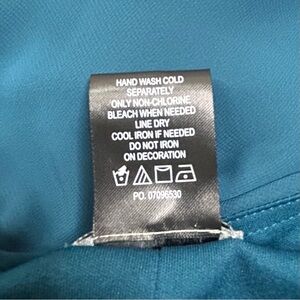 HAND WASH COLD
SEPARATELY
ONLY NON-CHLORINE
BLEACH WHEN NEEDED
LINE DRY
COOL IRON IF NEEDED
DO NOT IRON
ON DECORATION
PO. 07096530